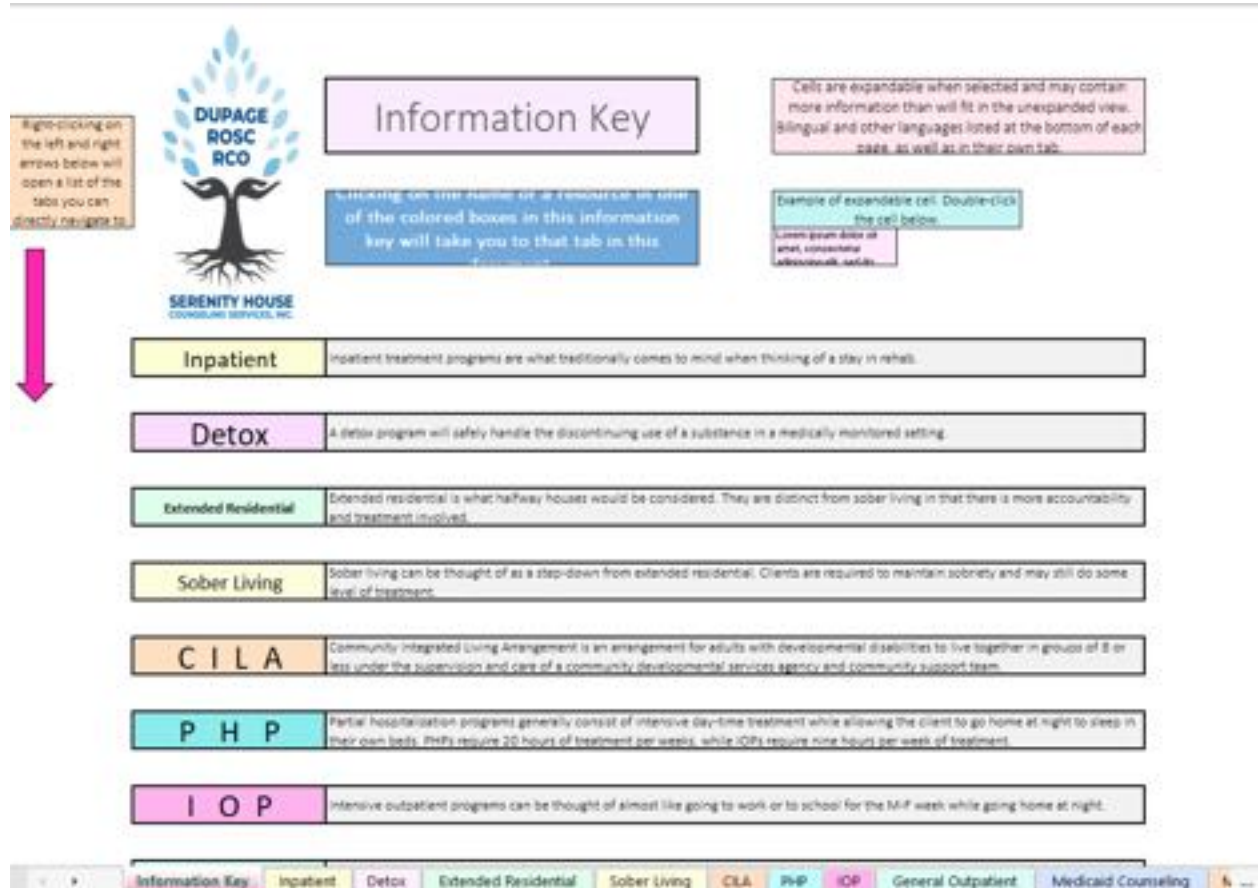 Right-clicking on
the left and right
arrows below will
open a list of the
tabs you can
directly navigate to
DUPAGE
ROSC
RCO
SERENITY HOUSE
COUNSELING SERVICES, INC.
Information Key
Clicking on the name of a resource in one
of the colored boxes in this information
key will take you to that tab in this
Cells are expandable when selected and may contain
more information than will fit in the unexpanded view.
Bilingual and other languages listed at the bottom of each
page, as well as in their own tab.
Example of expandable cell. Double-click
the cell below.
Lorem ipsum dolor sit
amet, consectetur
adipiscing elit, sed do
Inpatient
Inpatient treatment programs are what traditionally comes to mind when thinking of a stay in rehab.
Detox
A detox program will safely handle the discontinuing use of a substance in a medically monitored setting.
Extended Residential
Extended residential is what halfway houses would be considered. They are distinct from sober living in that there is more accountability
and treatment involved.
Sober Living
Sober living can be thought of as a step-down from extended residential. Clients are required to maintain sobriety and may still do some
level of treatment.
C I L A
Community Integrated Living Arrangement is an arrangement for adults with developmental disabilities to live together in groups of 8 or
less under the supervision and care of a community developmental services agency and community support team.
P H P
Partial hospitalization programs generally consist of intensive day-time treatment while allowing the client to go home at night to sleep in
their own beds. PHPs require 20 hours of treatment per weeks, while IOPs require nine hours per week of treatment.
I O P
Intensive outpatient programs can be thought of almost like going to work or to school for the M-F week while going home at night.
Information Key Inpatient Detox Extended Residential Sober Living CILA PHP IOP General Outpatient Medicaid Counseling